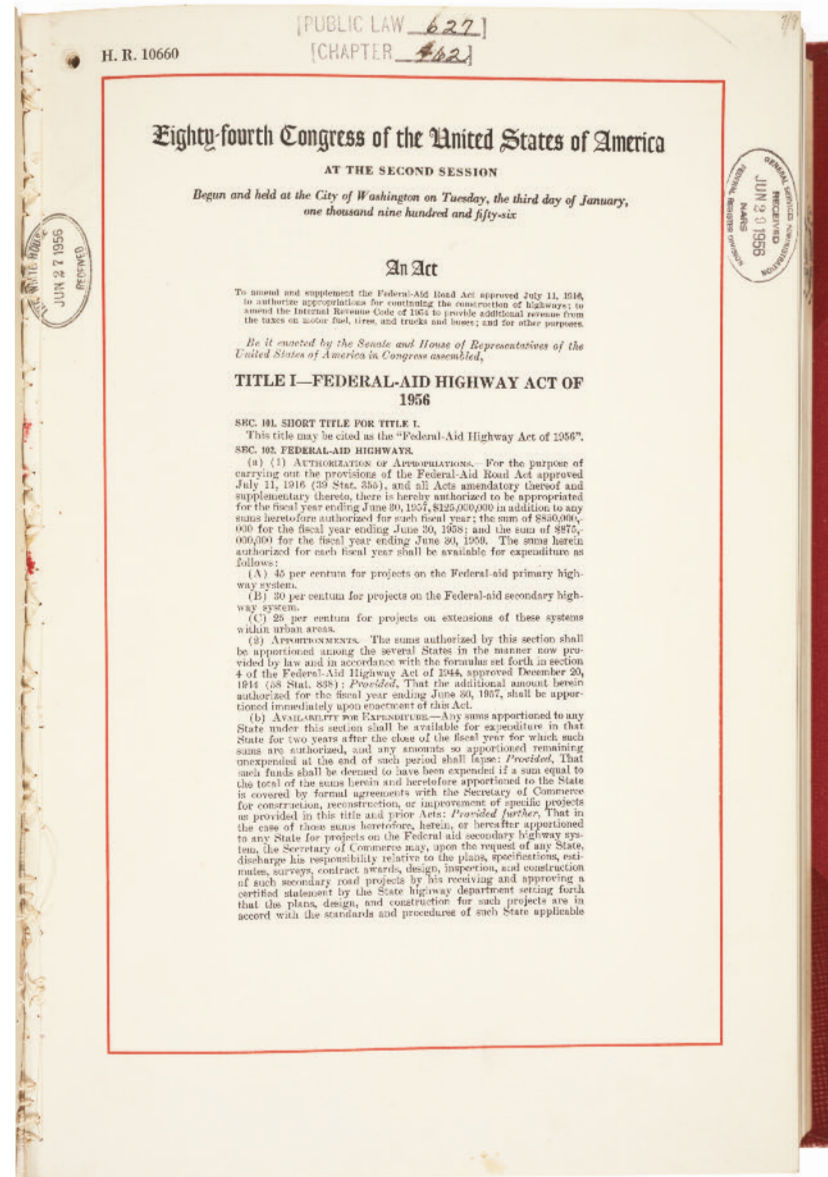 [PUBLIC LAW 627]
[CHAPTER 462]
H. R. 10660
Eighty-fourth Congress of the United States of America
AT THE SECOND SESSION
Begun and held at the City of Washington on Tuesday, the third day of January,
one thousand nine hundred and fifty-six
An Act
To amend and supplement the Federal-Aid Road Act approved July 11, 1916,
to authorize appropriations for continuing the construction of highways; to
amend the Internal Revenue Code of 1954 to provide additional revenue from
the taxes on motor fuel, tires, and trucks and buses; and for other purposes.
Be it enacted by the Senate and House of Representatives of the
United States of America in Congress assembled,
TITLE I—FEDERAL-AID HIGHWAY ACT OF
1956
SEC. 101. SHORT TITLE FOR TITLE I.
This title may be cited as the “Federal-Aid Highway Act of 1956”.
SEC. 102. FEDERAL-AID HIGHWAYS.
(a) (1) AUTHORIZATION OF APPROPRIATIONS.—For the purpose of
carrying out the provisions of the Federal-Aid Road Act approved
July 11, 1916 (39 Stat. 355), and all Acts amendatory thereof and
supplementary thereto, there is hereby authorized to be appropriated
for the fiscal year ending June 30, 1957, $125,000,000 in addition to any
sums heretofore authorized for such fiscal year; the sum of $850,000,-
000 for the fiscal year ending June 30, 1958; and the sum of $875,-
000,000 for the fiscal year ending June 30, 1959. The sums herein
authorized for each fiscal year shall be available for expenditure as
follows:
(A) 45 per centum for projects on the Federal-aid primary high-
way system.
(B) 30 per centum for projects on the Federal-aid secondary high-
way system.
(C) 25 per centum for projects on extensions of these systems
within urban areas.
(2) APPORTIONMENTS.—The sums authorized by this section shall
be apportioned among the several States in the manner now pro-
vided by law and in accordance with the formulas set forth in section
4 of the Federal-Aid Highway Act of 1944, approved December 20,
1944 (58 Stat. 838): Provided, That the additional amount herein
authorized for the fiscal year ending June 30, 1957, shall be appor-
tioned immediately upon enactment of this Act.
(b) AVAILABILITY FOR EXPENDITURE.—Any sums apportioned to any
State under this section shall be available for expenditure in that
State for two years after the close of the fiscal year for which such
sums are authorized, and any amounts so apportioned remaining
unexpended at the end of such period shall lapse: Provided, That
such funds shall be deemed to have been expended if a sum equal to
the total of the sums herein and heretofore apportioned to the State
is covered by formal agreements with the Secretary of Commerce
for construction, reconstruction, or improvement of specific projects
as provided in this title and prior Acts: Provided further, That in
the case of those sums heretofore, herein, or hereafter apportioned
to any State for projects on the Federal-aid secondary highway sys-
tem, the Secretary of Commerce may, upon the request of any State,
discharge his responsibility relative to the plans, specifications, esti-
mates, surveys, contract awards, design, inspection, and construction
of such secondary road projects by his receiving and approving a
certified statement by the State highway department setting forth
that the plans, design, and construction for such projects are in
accord with the standards and procedures of such State applicable
THE WHITE HOUSE
JUN 27 1956
RECEIVED
GENERAL SERVICES ADMINISTRATION
RECEIVED
JUN 29 1956
NARS
FEDERAL REGISTER DIVISION